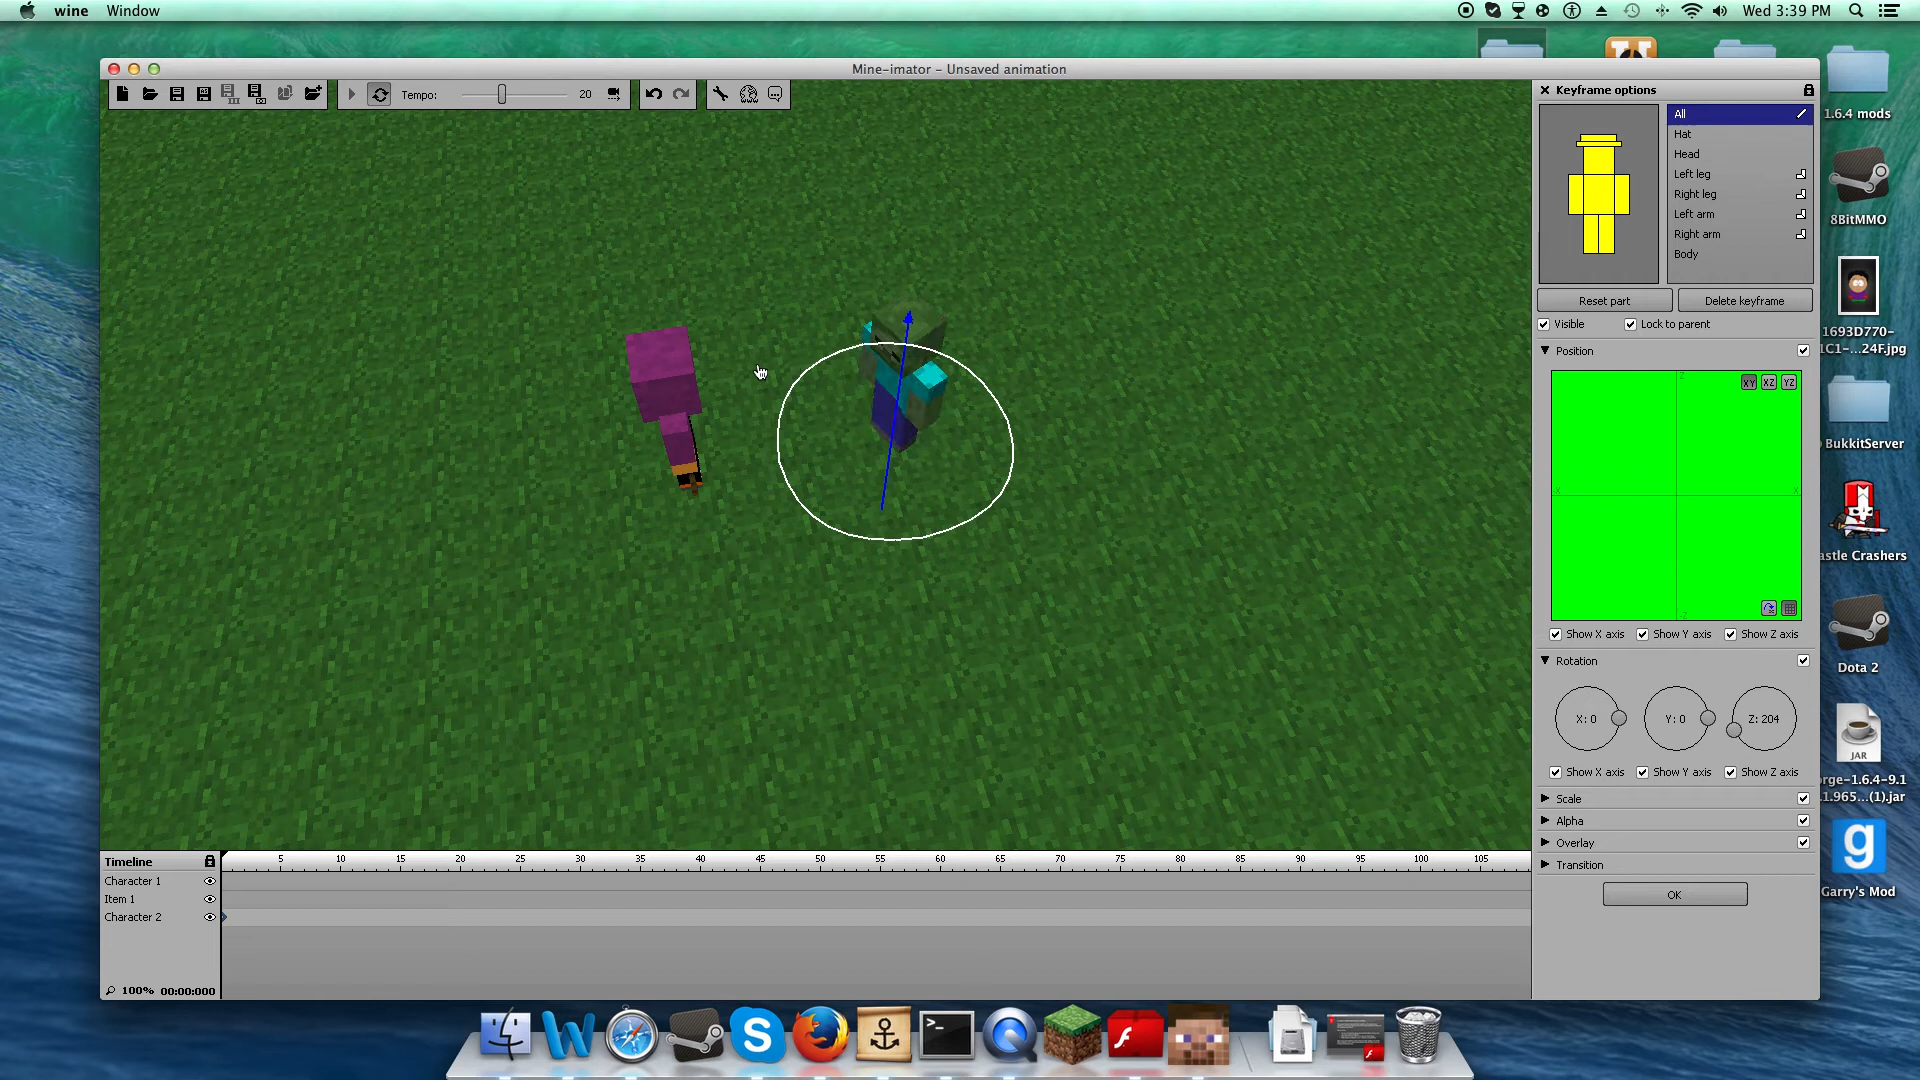 wine Window Wed 3:39 PM
Mine-imator - Unsaved animation
Tempo: 20
Keyframe options
All
Hat
Head
Left leg
Right leg
Left arm
Right arm
Body
Reset part Delete keyframe
Visible Lock to parent
Position
XY XZ YZ
Show X axis Show Y axis Show Z axis
Rotation
X: 0 Y: 0 Z: 204
Show X axis Show Y axis Show Z axis
Scale
Alpha
Overlay
Transition
OK
Timeline 5 10 15 20 25 30 35 40 45 50 55 60 65 70 75 80 85 90 95 100 105
Character 1
Item 1
Character 2
100% 00:00:000
1.6.4 mods
8BitMMO
1693D770-
1C1-...24F.jpg
BukkitServer
astle Crashers
Dota 2
JAR
orge-1.6.4-9.1
.1.965...(1).jar
g
Garry's Mod
W S